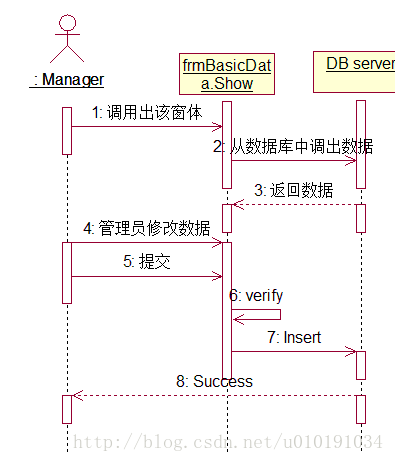 : Manager
frmBasicDat
a.Show
DB server
1: 调用出该窗体
2: 从数据库中调出数据
3: 返回数据
4: 管理员修改数据
5: 提交
6: verify
7: Insert
8: Success
http://blog.csdn.net/u010191034